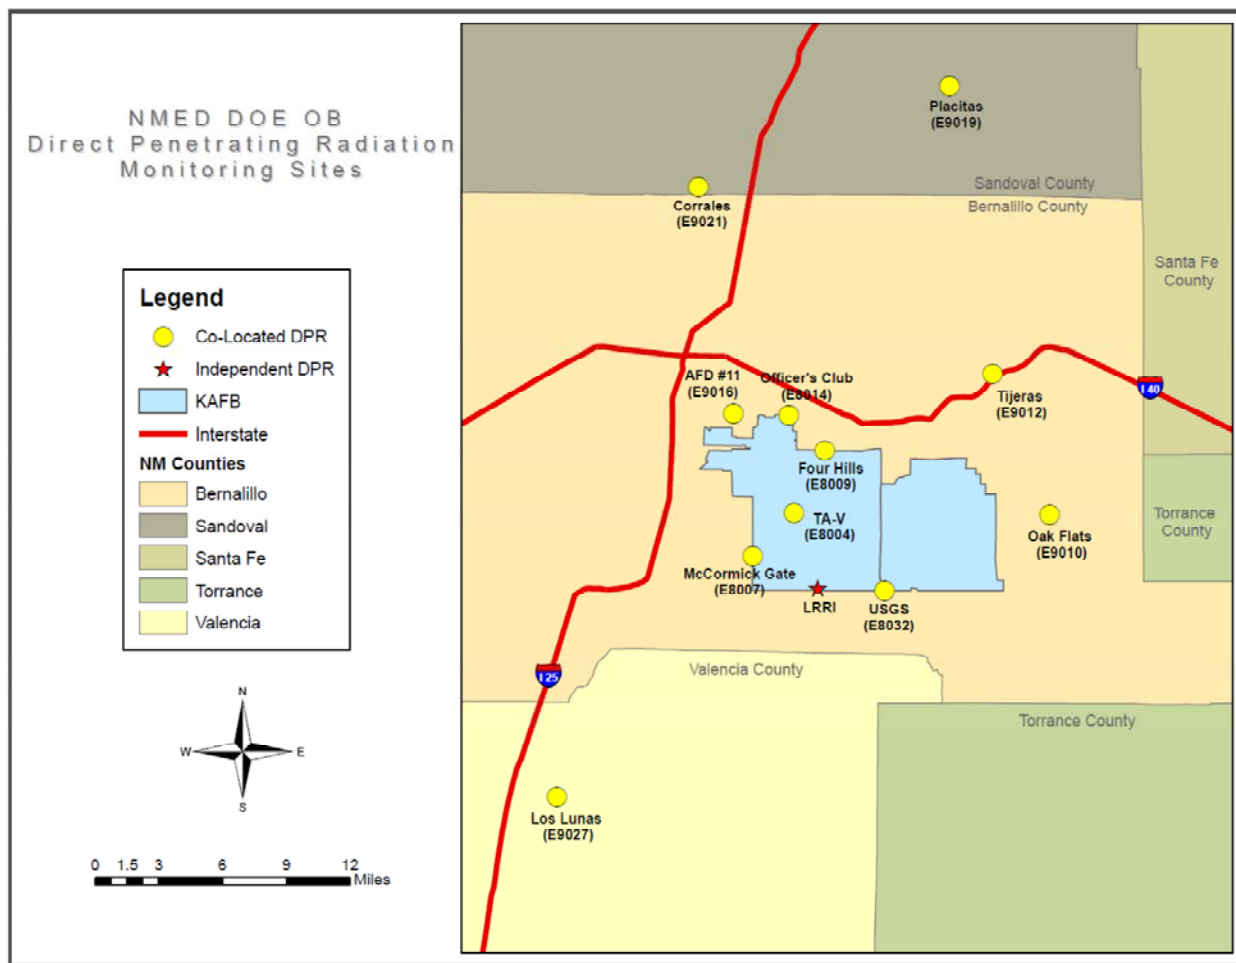 NMED DOE OB
Direct Penetrating Radiation
Monitoring Sites
Legend
Co-Located DPR
Independent DPR
KAFB
Interstate
NM Counties
Bernalillo
Sandoval
Santa Fe
Torrance
Valencia
N
W
E
S
0 1.5 3 6 9 12
Miles
Placitas
(E9019)
Sandoval County
Bernalillo County
Corrales
(E9021)
Santa Fe
County
AFD #11
(E9016)
Officer's Club
(E8014)
Tijeras
(E9012)
I 40
Four Hills
(E8009)
TA-V
(E8004)
Oak Flats
(E9010)
Torrance
County
McCormick Gate
(E8007)
LRRI
USGS
(E8032)
I 25
Valencia County
Torrance County
Los Lunas
(E9027)